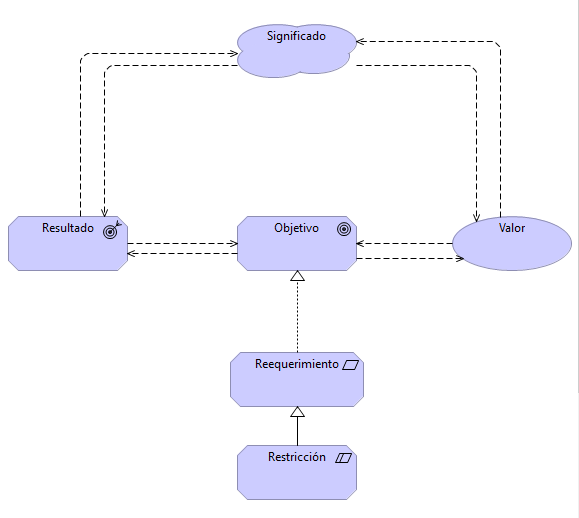 Significado
Resultado
Objetivo
Valor
Reequerimiento
Restricción